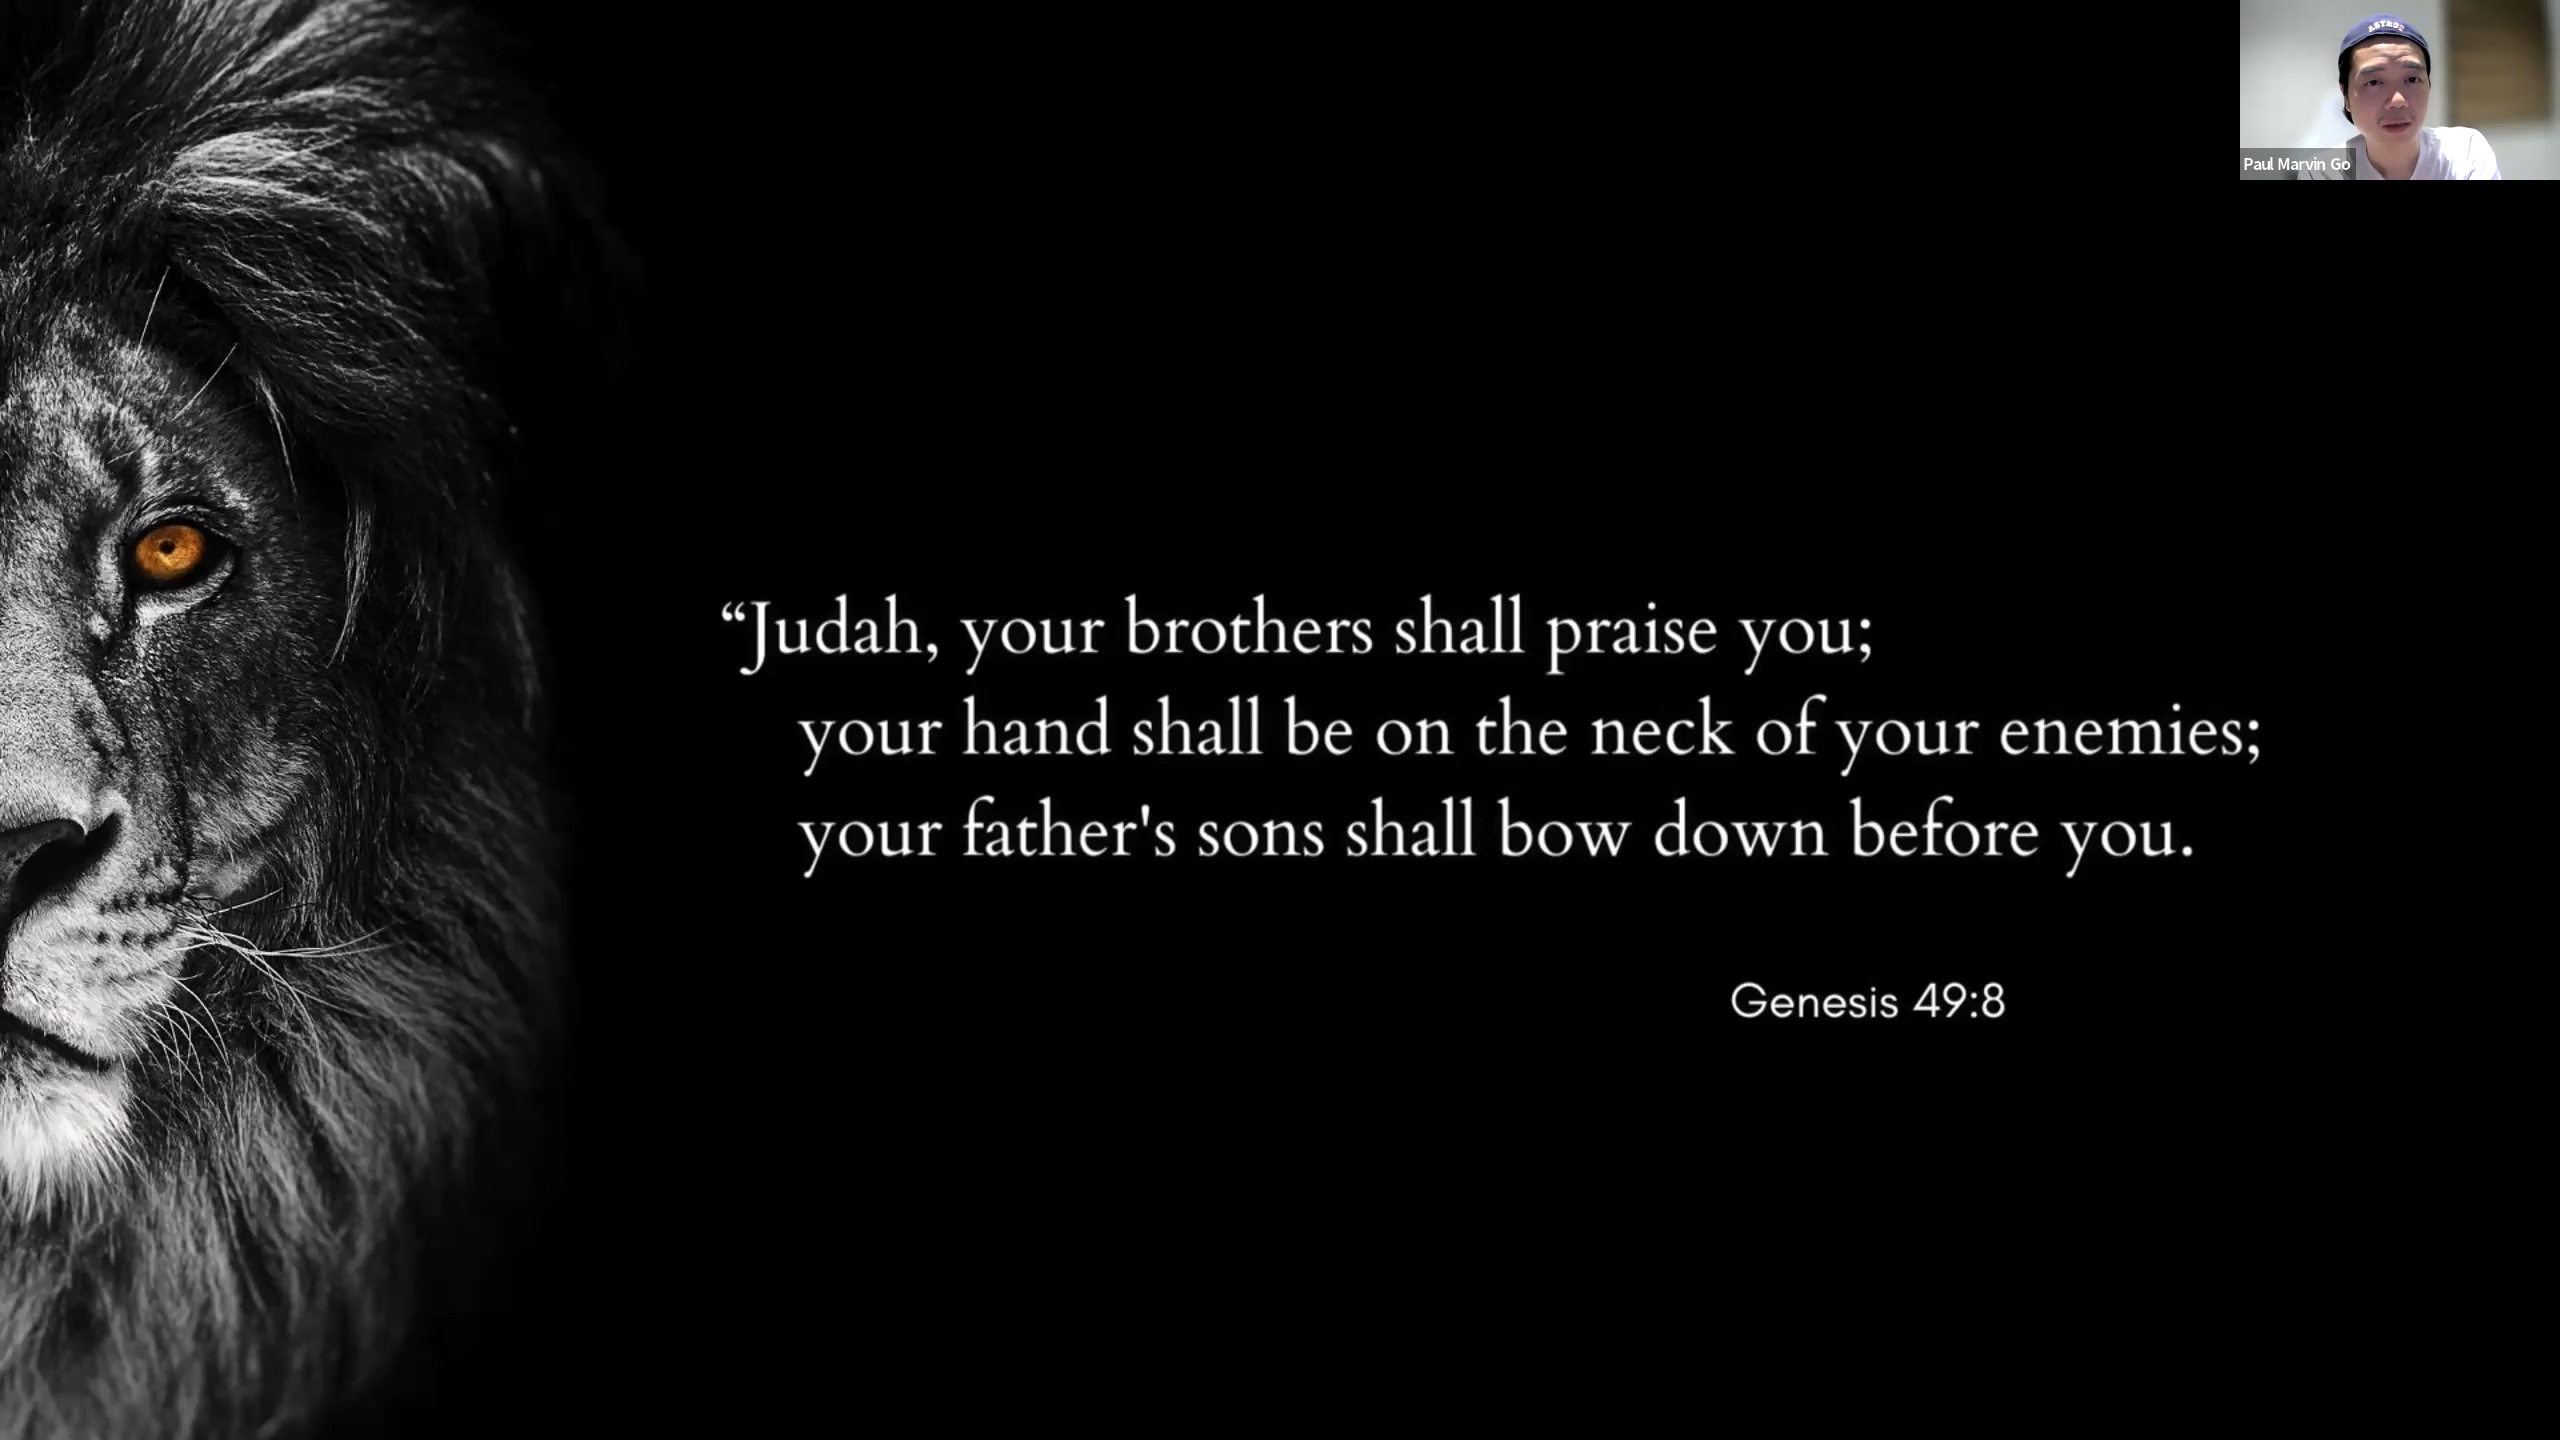 ASTROS
Paul Marvin Go
“Judah, your brothers shall praise you;
your hand shall be on the neck of your enemies;
your father's sons shall bow down before you.
Genesis 49:8